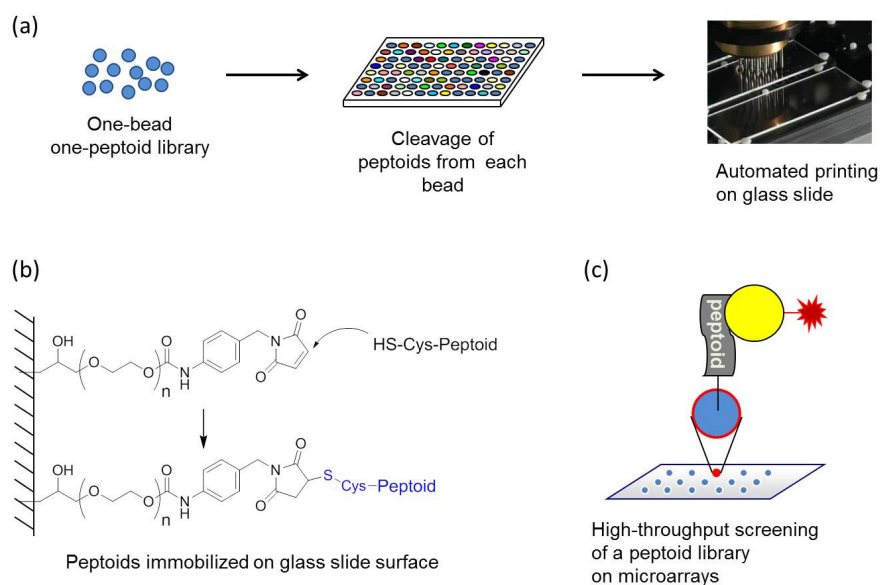 (a)
One-bead
one-peptoid library
Cleavage of
peptoids from each
bead
Automated printing
on glass slide
(b)
OH
O
O
n
O
N
H
N
O
O
HS-Cys-Peptoid
OH
O
O
n
O
N
H
N
O
O
S
Cys-Peptoid
Peptoids immobilized on glass slide surface
(c)
peptoid
High-throughput screening
of a peptoid library
on microarrays